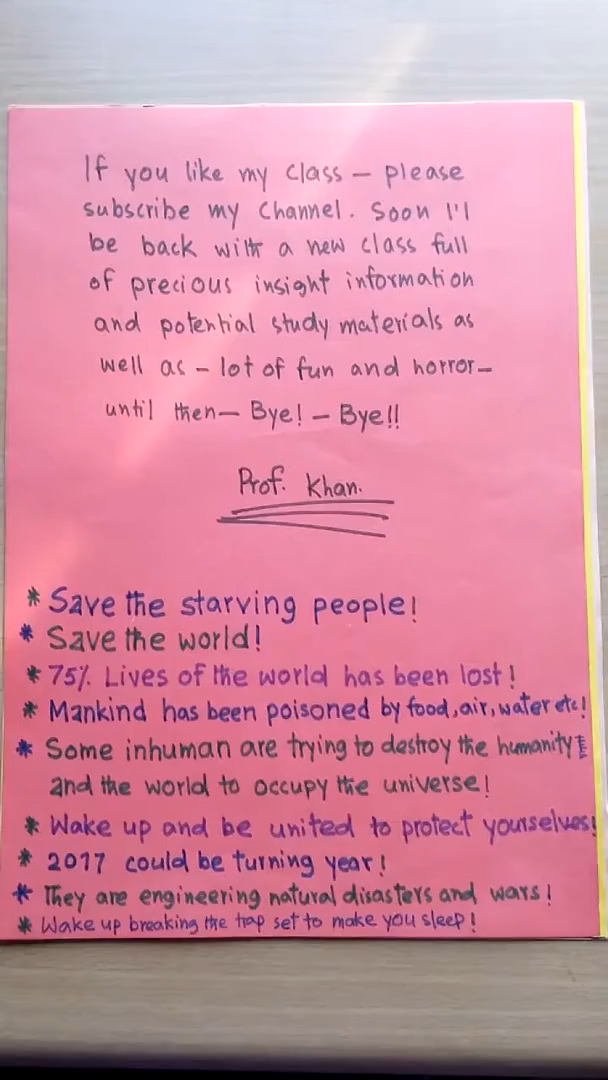 If you like my class – please
subscribe my Channel. Soon I'll
be back with a new class full
of precious insight information
and potential study materials as
well as – lot of fun and horror–
until then– Bye! – Bye!!
Prof. Khan.
* Save the starving people!
* Save the world!
* 75% Lives of the world has been lost!
* Mankind has been poisoned by food, air, water etc!
* Some inhuman are trying to destroy the humanity
and the world to occupy the universe!
* Wake up and be united to protect yourselves!
* 2017 could be turning year!
* They are engineering natural disasters and wars!
* Wake up breaking the trap set to make you sleep!